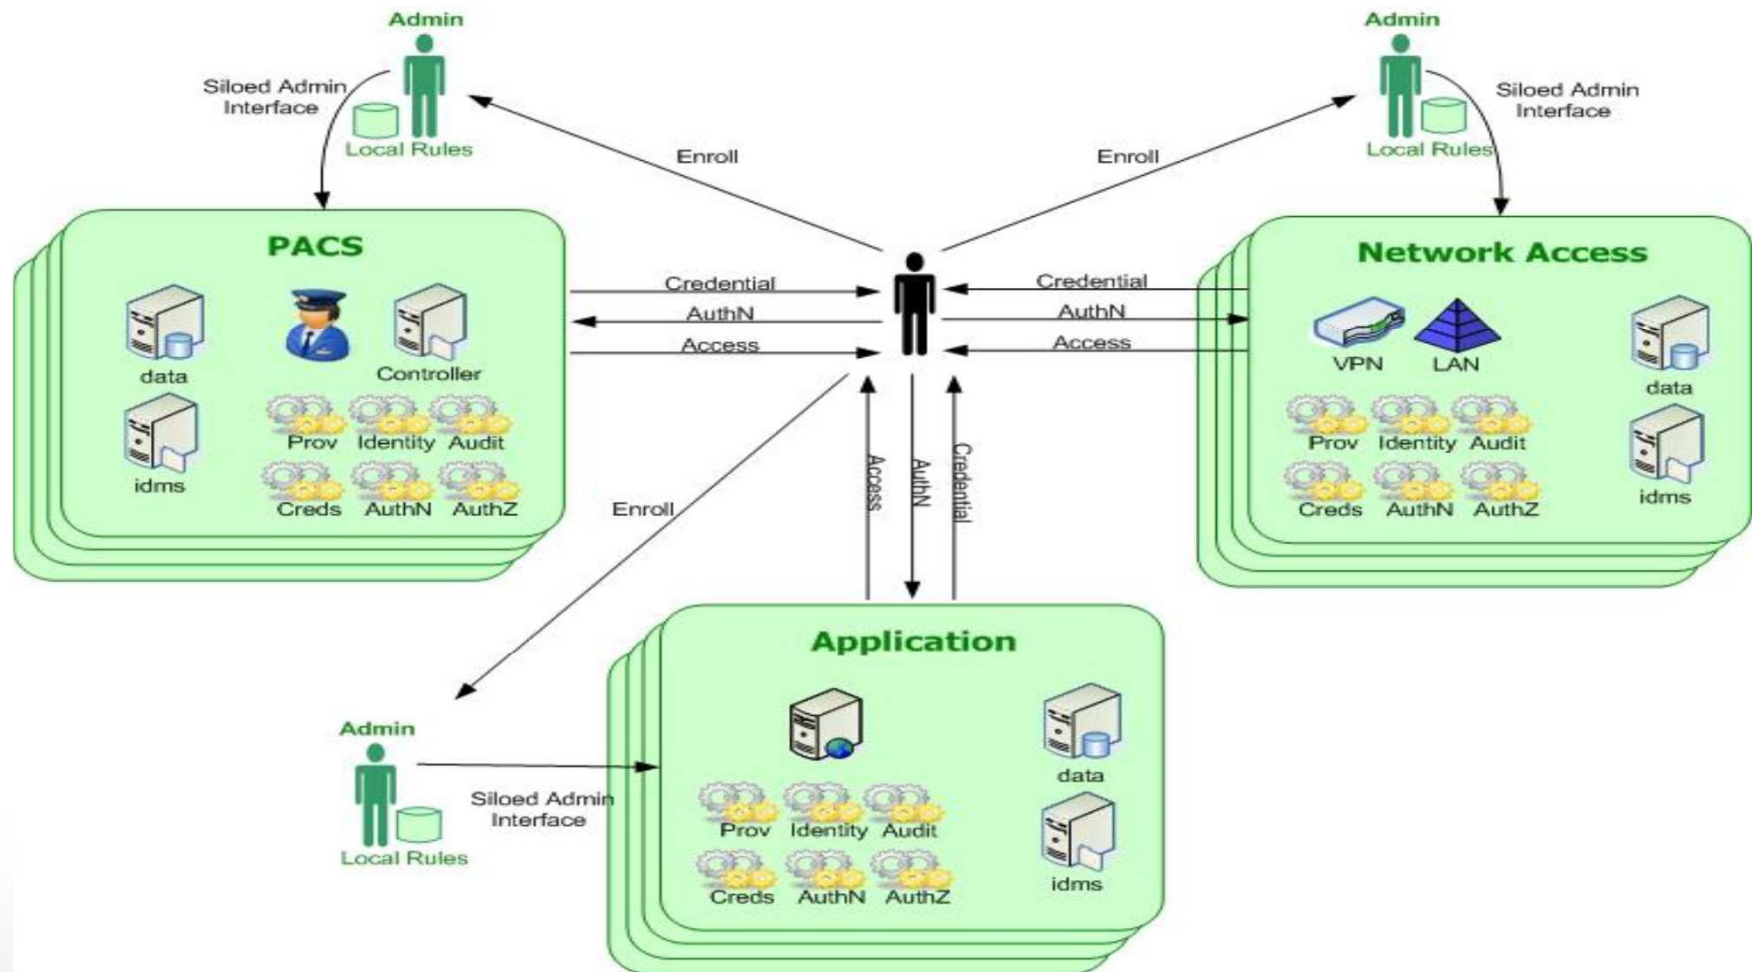 Admin
Siloed Admin
Interface
Local Rules
Enroll
Admin
Siloed Admin
Interface
Local Rules
Enroll
PACS
data
Controller
idms
Prov Identity Audit
Creds AuthN AuthZ
Credential
AuthN
Access
Credential
AuthN
Access
Network Access
VPN LAN
data
Prov Identity Audit
Creds AuthN AuthZ
idms
Enroll
Access
AuthN
Credential
Admin
Local Rules
Siloed Admin
Interface
Application
data
Prov Identity Audit
Creds AuthN AuthZ
idms